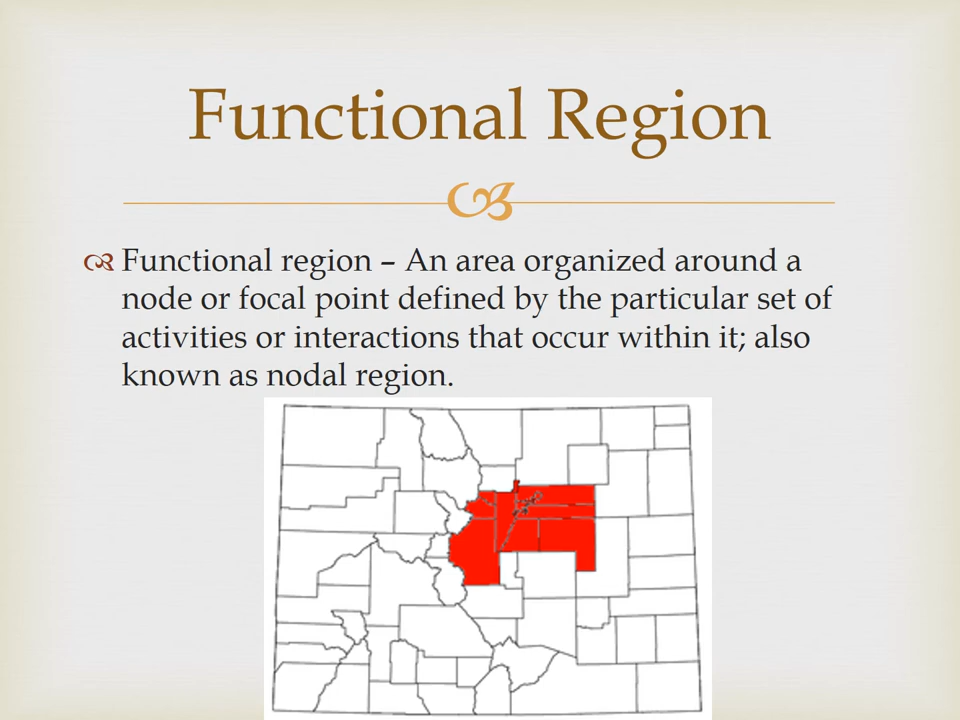 Functional Region
Functional region – An area organized around a
node or focal point defined by the particular set of
activities or interactions that occur within it; also
known as nodal region.